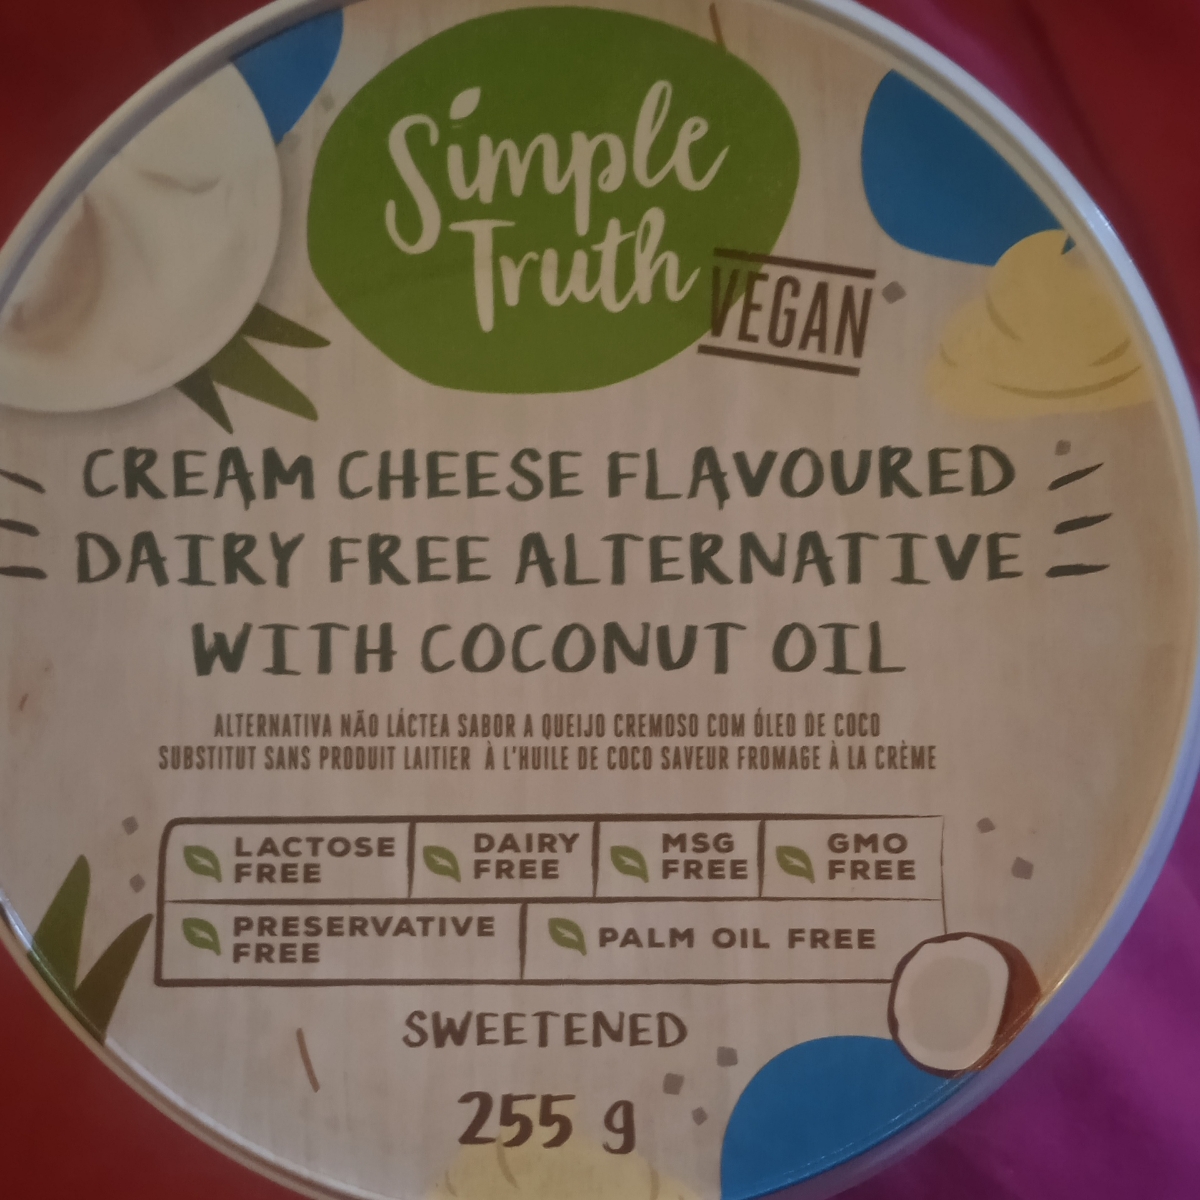 Simple
Truth
VEGAN
CREAM CHEESE FLAVOURED
DAIRY FREE ALTERNATIVE
WITH COCONUT OIL
ALTERNATIVA NÃO LÁCTEA SABOR A QUEIJO CREMOSO COM ÓLEO DE COCO
SUBSTITUT SANS PRODUIT LAITIER À L'HUILE DE COCO SAVEUR FROMAGE À LA CRÈME
LACTOSE
FREE
DAIRY
FREE
MSG
FREE
GMO
FREE
PRESERVATIVE
FREE
PALM OIL FREE
SWEETENED
255 g